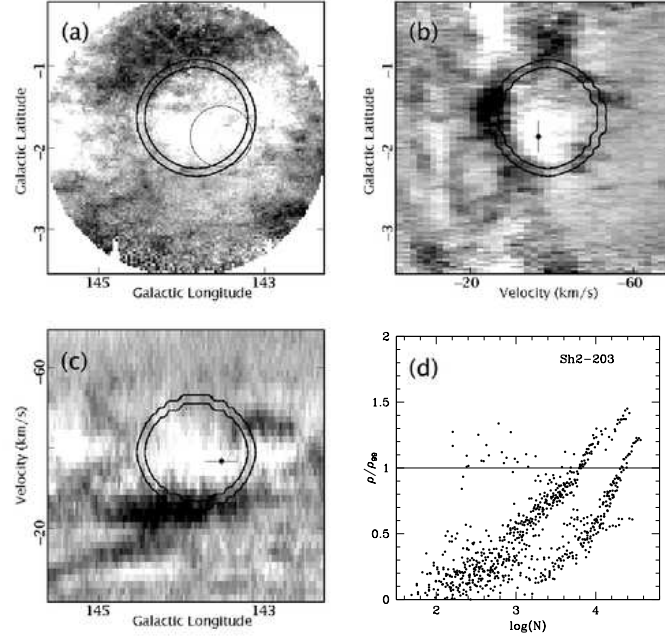 (a)
Galactic Latitude
-1
-2
-3
145
143
Galactic Longitude
(b)
Galactic Latitude
-1
-2
-3
-20
-60
Velocity (km/s)
(c)
Velocity (km/s)
-60
-20
145
143
Galactic Longitude
(d)
Sh2-203
ρ/ρ₉₉
2
1.5
1
0.5
0
2
3
4
log(N)